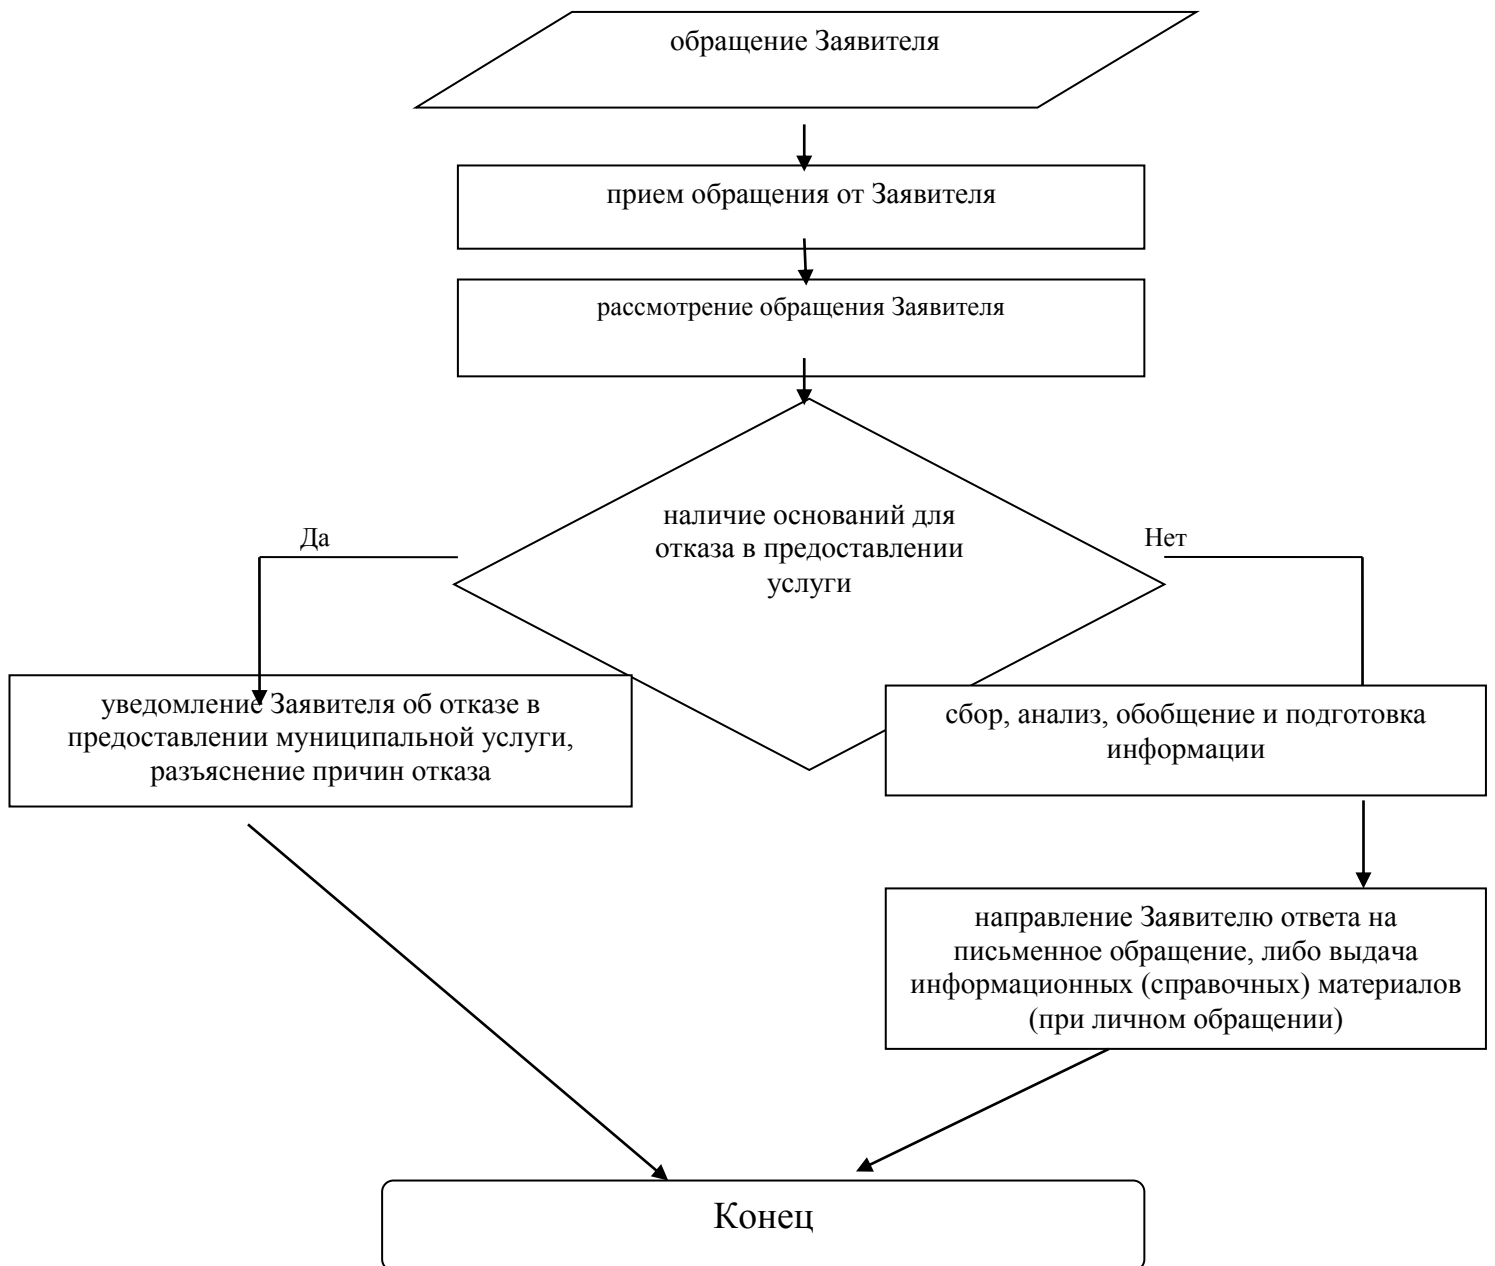 обращение Заявителя
прием обращения от Заявителя
рассмотрение обращения Заявителя
наличие оснований для
отказа в предоставлении
услуги
Да
Нет
уведомление Заявителя об отказе в
предоставлении муниципальной услуги,
разъяснение причин отказа
сбор, анализ, обобщение и подготовка
информации
направление Заявителю ответа на
письменное обращение, либо выдача
информационных (справочных) материалов
(при личном обращении)
Конец